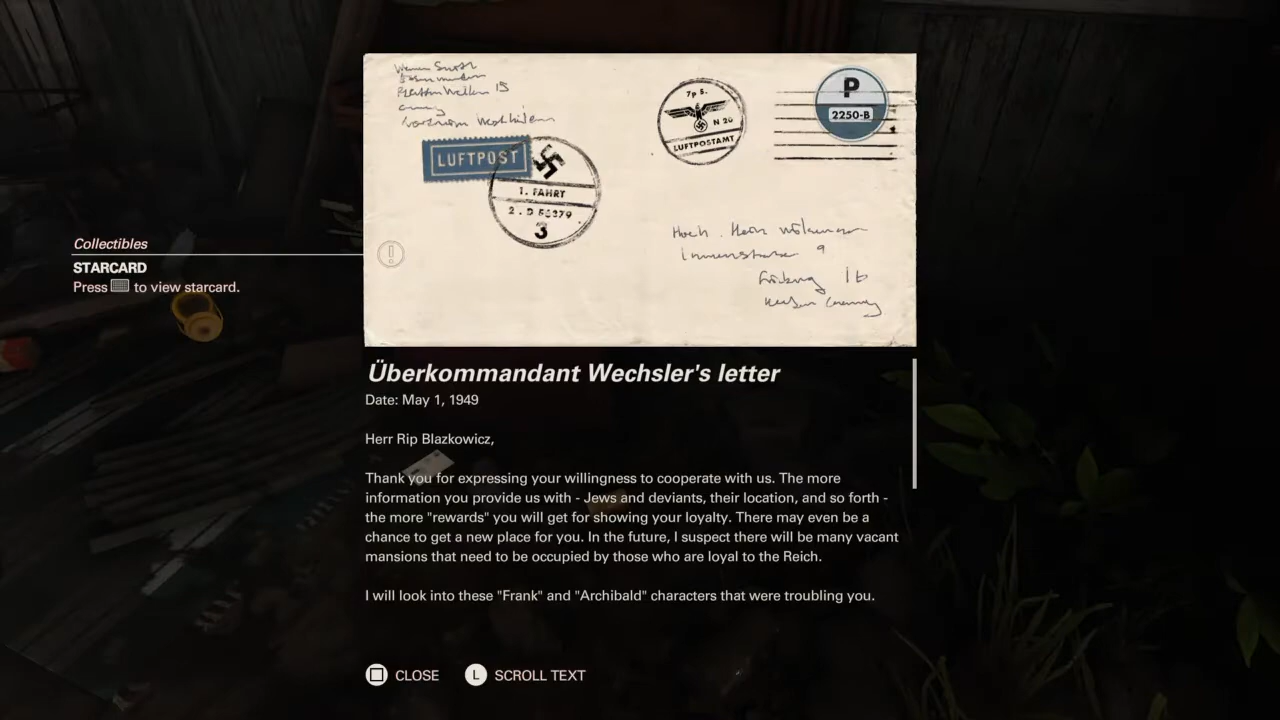 15
LUFTPOST
1. FAHRT
3
7p 5.
N 20
LUFTPOSTAMT
P
2250-B
9
Collectibles
STARCARD
Press to view starcard.
Überkommandant Wechsler's letter
Date: May 1, 1949
Herr Rip Blazkowicz,
Thank you for expressing your willingness to cooperate with us. The more
information you provide us with - Jews and deviants, their location, and so forth -
the more "rewards" you will get for showing your loyalty. There may even be a
chance to get a new place for you. In the future, I suspect there will be many vacant
mansions that need to be occupied by those who are loyal to the Reich.
I will look into these "Frank" and "Archibald" characters that were troubling you.
CLOSE
L SCROLL TEXT